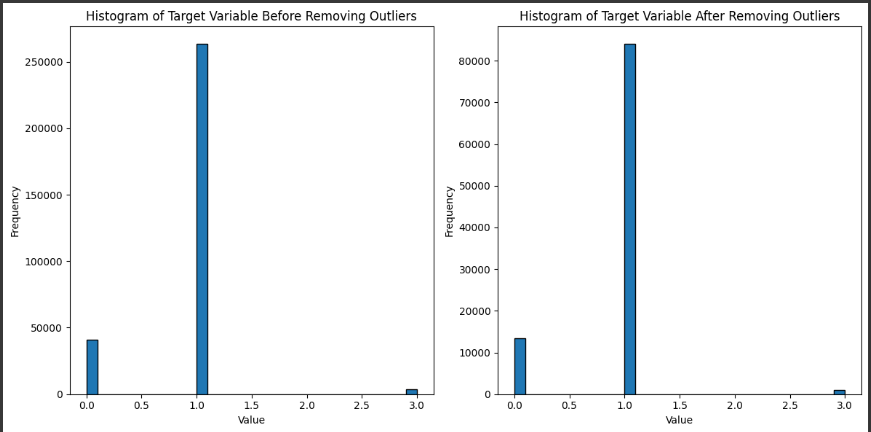 Histogram of Target Variable Before Removing Outliers
250000
200000
150000
100000
50000
0
0.0 0.5 1.0 1.5 2.0 2.5 3.0
Value
Frequency
Histogram of Target Variable After Removing Outliers
80000
70000
60000
50000
40000
30000
20000
10000
0
0.0 0.5 1.0 1.5 2.0 2.5 3.0
Value
Frequency